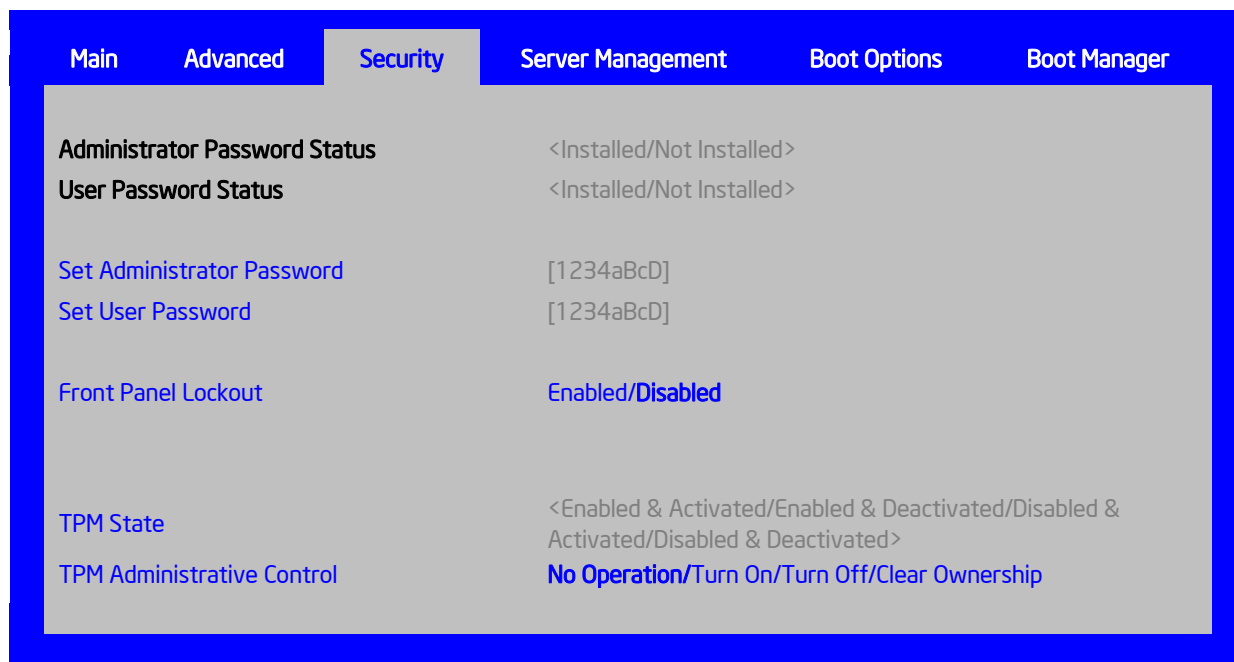 Main Advanced Security Server Management Boot Options Boot Manager
Administrator Password Status <Installed/Not Installed>
User Password Status <Installed/Not Installed>
Set Administrator Password [1234aBcD]
Set User Password [1234aBcD]
Front Panel Lockout Enabled/Disabled
TPM State <Enabled & Activated/Enabled & Deactivated/Disabled &
Activated/Disabled & Deactivated>
TPM Administrative Control No Operation/Turn On/Turn Off/Clear Ownership